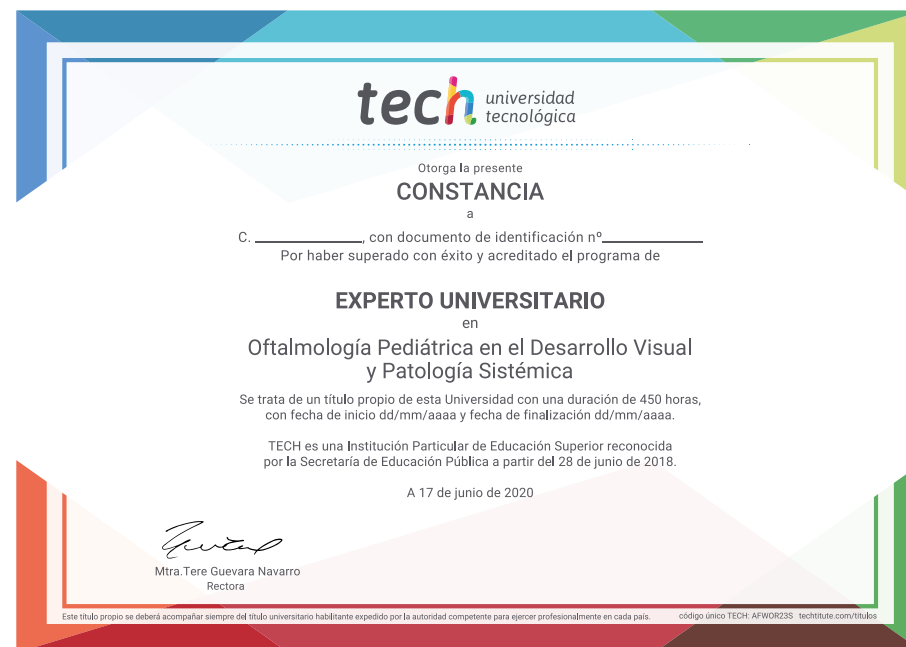 tech universidad
tecnológica
Otorga la presente
CONSTANCIA
a
C. ____________, con documento de identificación nº____________
Por haber superado con éxito y acreditado el programa de
EXPERTO UNIVERSITARIO
en
Oftalmología Pediátrica en el Desarrollo Visual
y Patología Sistémica
Se trata de un título propio de esta Universidad con una duración de 450 horas,
con fecha de inicio dd/mm/aaaa y fecha de finalización dd/mm/aaaa.
TECH es una Institución Particular de Educación Superior reconocida
por la Secretaría de Educación Pública a partir del 28 de junio de 2018.
A 17 de junio de 2020
Mtra.Tere Guevara Navarro
Rectora
Este título propio se deberá acompañar siempre del título universitario habilitante expedido por la autoridad competente para ejercer profesionalmente en cada país. código único TECH: AFWOR23S techtitute.com/titulos